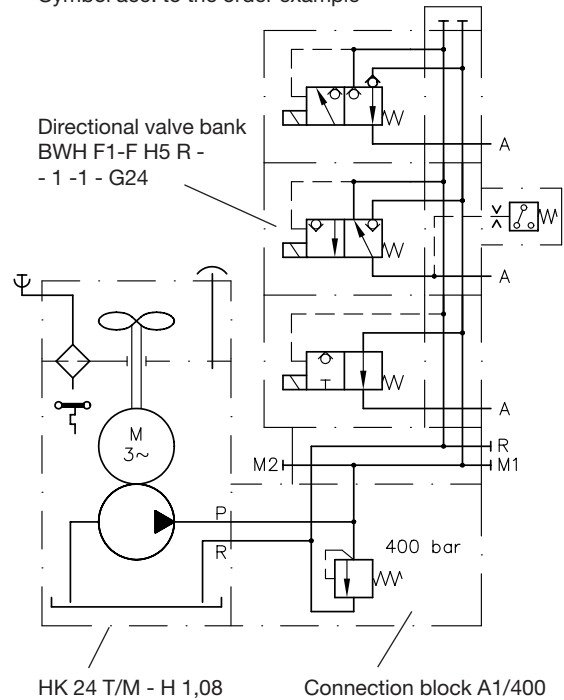 Symbol acc. to the order example
Directional valve bank
BWH F1-F H5 R -
- 1 -1 - G24
A
A
A
M
3~
R
M2
M1
P
R
400 bar
HK 24 T/M - H 1,08
Connection block A1/400